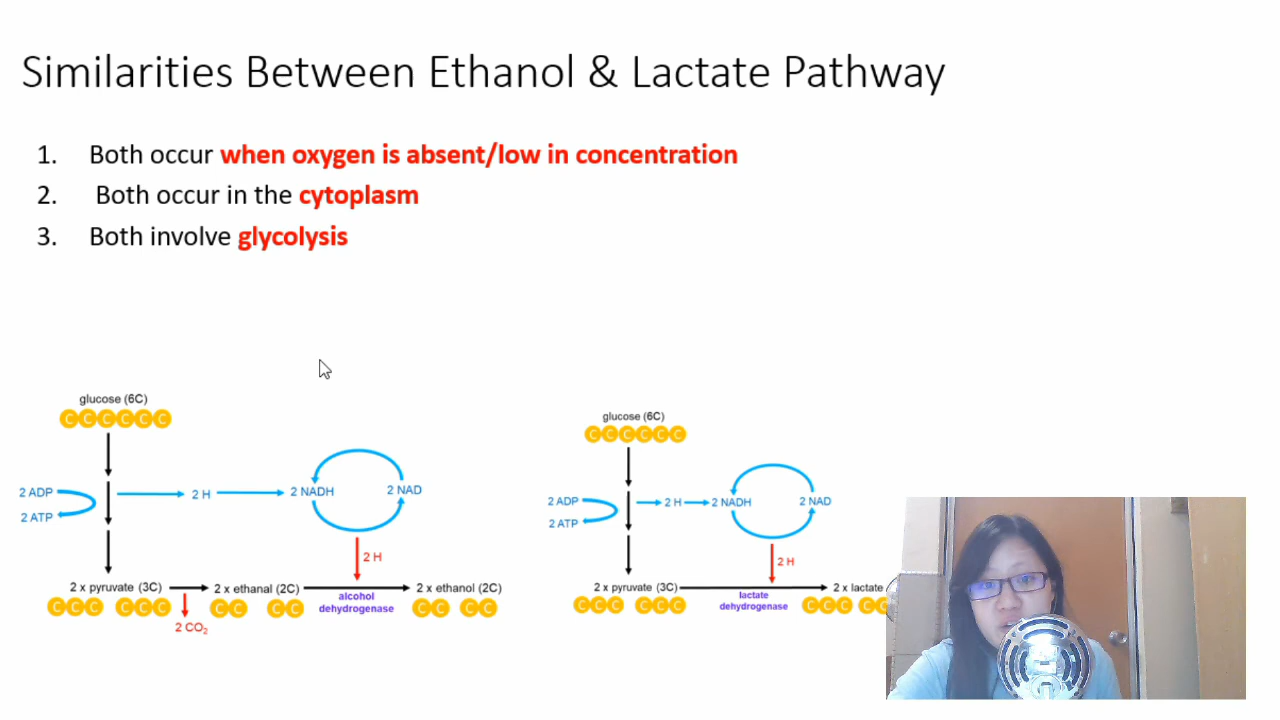 Similarities Between Ethanol & Lactate Pathway
1. Both occur when oxygen is absent/low in concentration
2. Both occur in the cytoplasm
3. Both involve glycolysis
glucose (6C)
C C C C C C
2 ADP
2 ATP
2 H
2 NADH
2 NAD
2 H
2 x pyruvate (3C)
2 x ethanal (2C)
alcohol
dehydrogenase
2 x ethanol (2C)
C C C C C C
C C C C
C C C C
2 CO₂
glucose (6C)
C C C C C C
2 ADP
2 ATP
2 H
2 NADH
2 NAD
2 H
2 x pyruvate (3C)
lactate
dehydrogenase
2 x lactate
C C C C C C
C C C C C